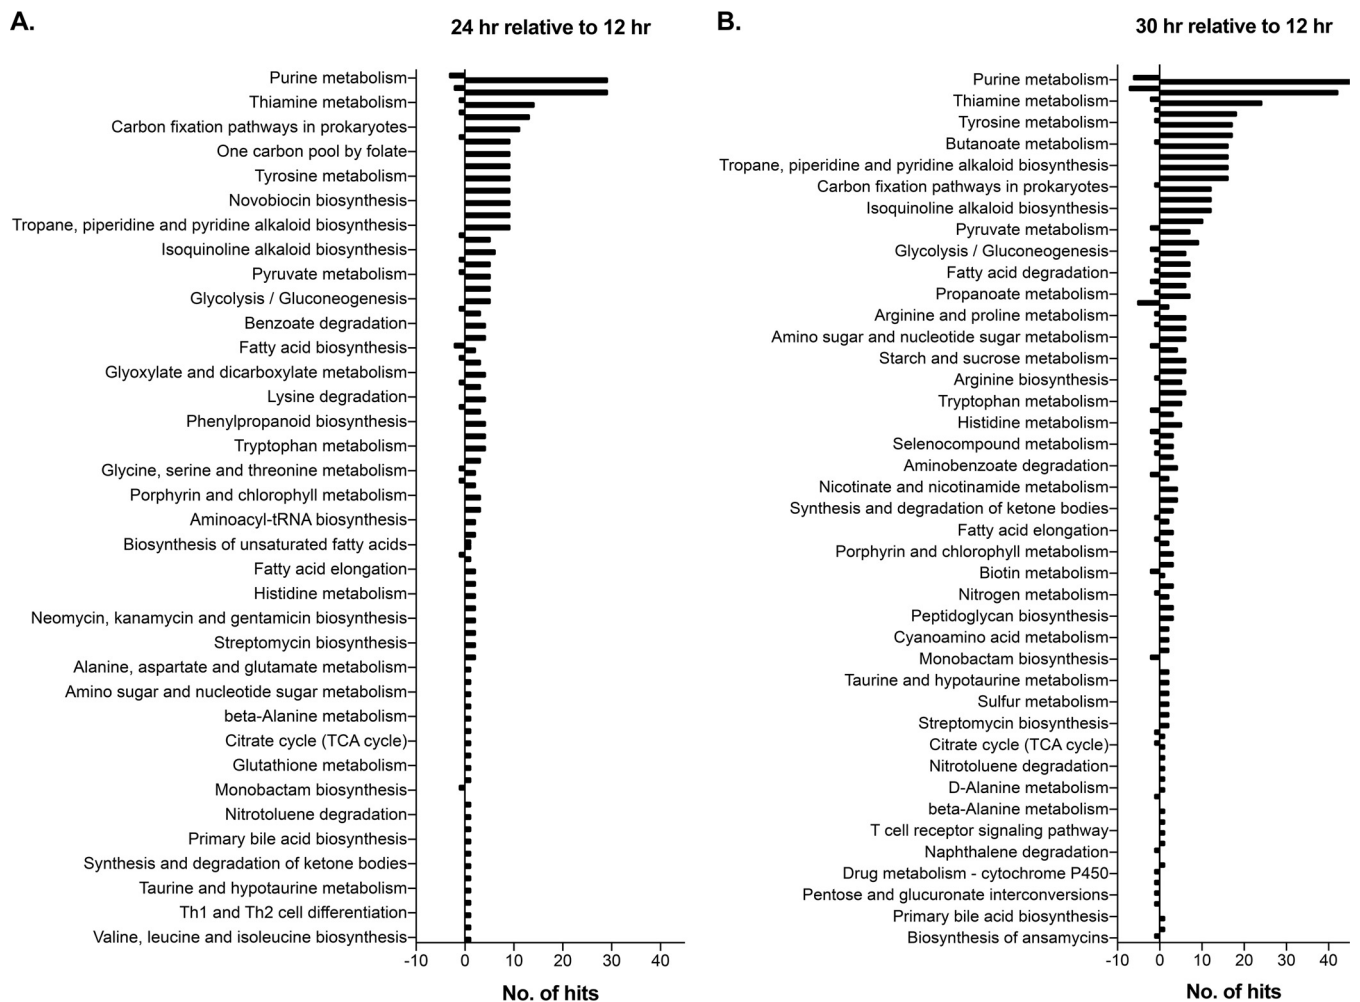 A.
24 hr relative to 12 hr
Purine metabolism
Thiamine metabolism
Carbon fixation pathways in prokaryotes
One carbon pool by folate
Tyrosine metabolism
Novobiocin biosynthesis
Tropane, piperidine and pyridine alkaloid biosynthesis
Isoquinoline alkaloid biosynthesis
Pyruvate metabolism
Glycolysis / Gluconeogenesis
Benzoate degradation
Fatty acid biosynthesis
Glyoxylate and dicarboxylate metabolism
Lysine degradation
Phenylpropanoid biosynthesis
Tryptophan metabolism
Glycine, serine and threonine metabolism
Porphyrin and chlorophyll metabolism
Aminoacyl-tRNA biosynthesis
Biosynthesis of unsaturated fatty acids
Fatty acid elongation
Histidine metabolism
Neomycin, kanamycin and gentamicin biosynthesis
Streptomycin biosynthesis
Alanine, aspartate and glutamate metabolism
Amino sugar and nucleotide sugar metabolism
beta-Alanine metabolism
Citrate cycle (TCA cycle)
Glutathione metabolism
Monobactam biosynthesis
Nitrotoluene degradation
Primary bile acid biosynthesis
Synthesis and degradation of ketone bodies
Taurine and hypotaurine metabolism
Th1 and Th2 cell differentiation
Valine, leucine and isoleucine biosynthesis
-10 0 10 20 30 40
No. of hits
B.
30 hr relative to 12 hr
Purine metabolism
Thiamine metabolism
Tyrosine metabolism
Butanoate metabolism
Tropane, piperidine and pyridine alkaloid biosynthesis
Carbon fixation pathways in prokaryotes
Isoquinoline alkaloid biosynthesis
Pyruvate metabolism
Glycolysis / Gluconeogenesis
Fatty acid degradation
Propanoate metabolism
Arginine and proline metabolism
Amino sugar and nucleotide sugar metabolism
Starch and sucrose metabolism
Arginine biosynthesis
Tryptophan metabolism
Histidine metabolism
Selenocompound metabolism
Aminobenzoate degradation
Nicotinate and nicotinamide metabolism
Synthesis and degradation of ketone bodies
Fatty acid elongation
Porphyrin and chlorophyll metabolism
Biotin metabolism
Nitrogen metabolism
Peptidoglycan biosynthesis
Cyanoamino acid metabolism
Monobactam biosynthesis
Taurine and hypotaurine metabolism
Sulfur metabolism
Streptomycin biosynthesis
Citrate cycle (TCA cycle)
Nitrotoluene degradation
D-Alanine metabolism
beta-Alanine metabolism
T cell receptor signaling pathway
Naphthalene degradation
Drug metabolism - cytochrome P450
Pentose and glucuronate interconversions
Primary bile acid biosynthesis
Biosynthesis of ansamycins
-10 0 10 20 30 40
No. of hits